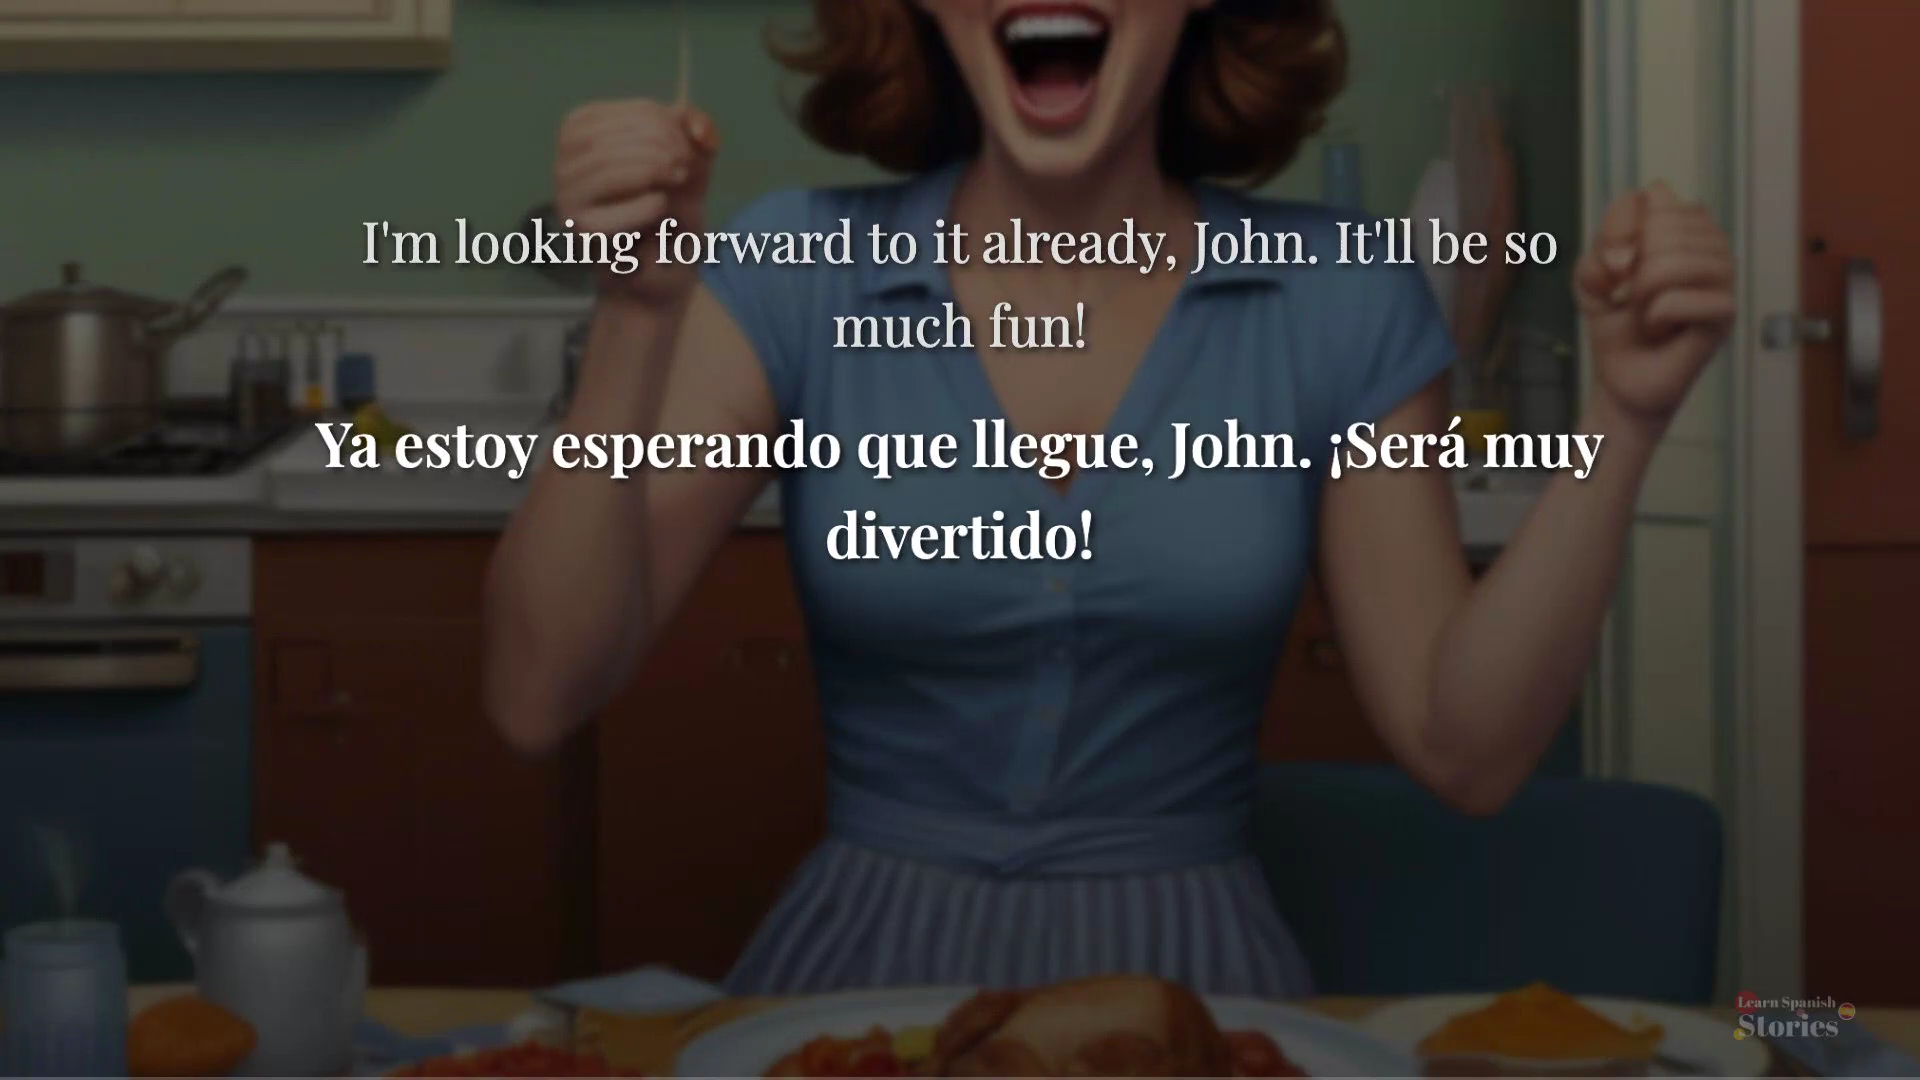 I'm looking forward to it already, John. It'll be so
much fun!
Ya estoy esperando que llegue, John. ¡Será muy
divertido!
Learn Spanish
Stories